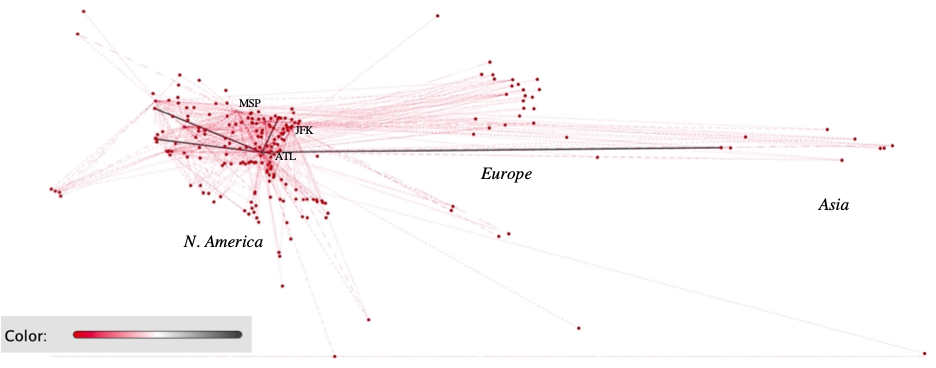 MSP
JFK
ATL
Europe
Asia
N. America
Color: